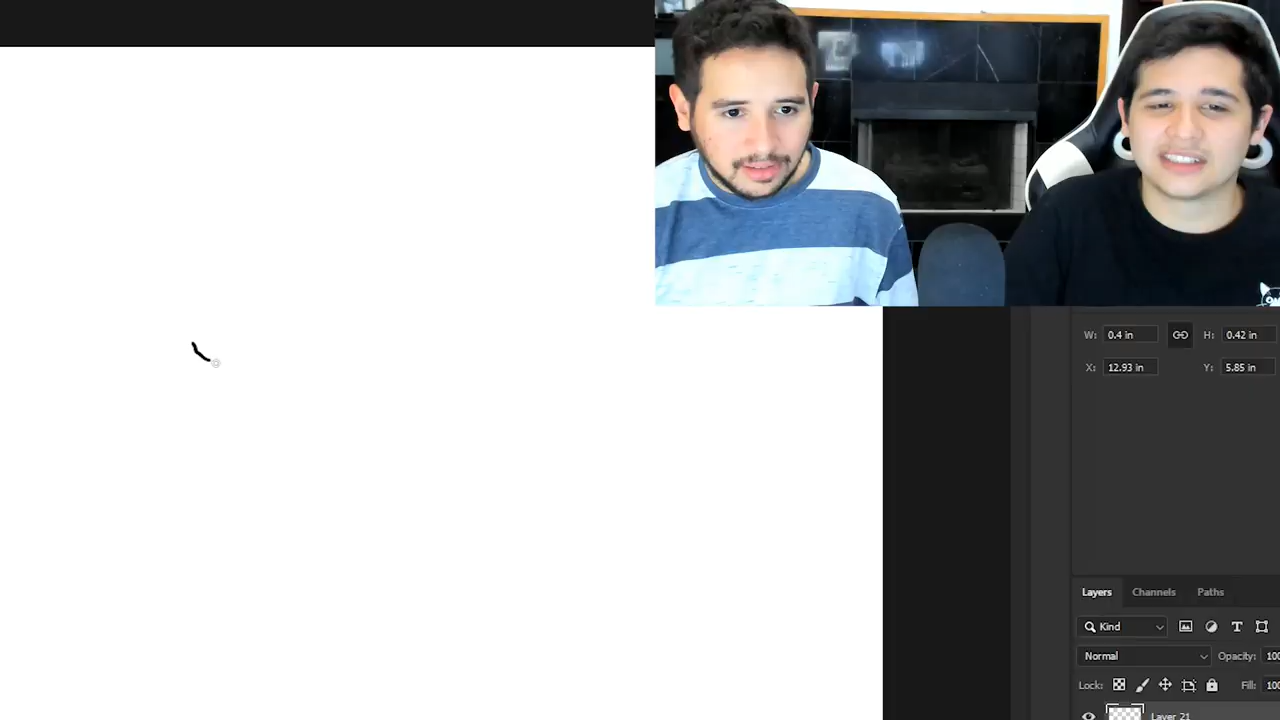 W: 0.4 in H: 0.42 in
X: 12.93 in Y: 5.85 in
Layers Channels Paths
Kind
Normal Opacity: 100
Lock: Fill: 100
Layer 21